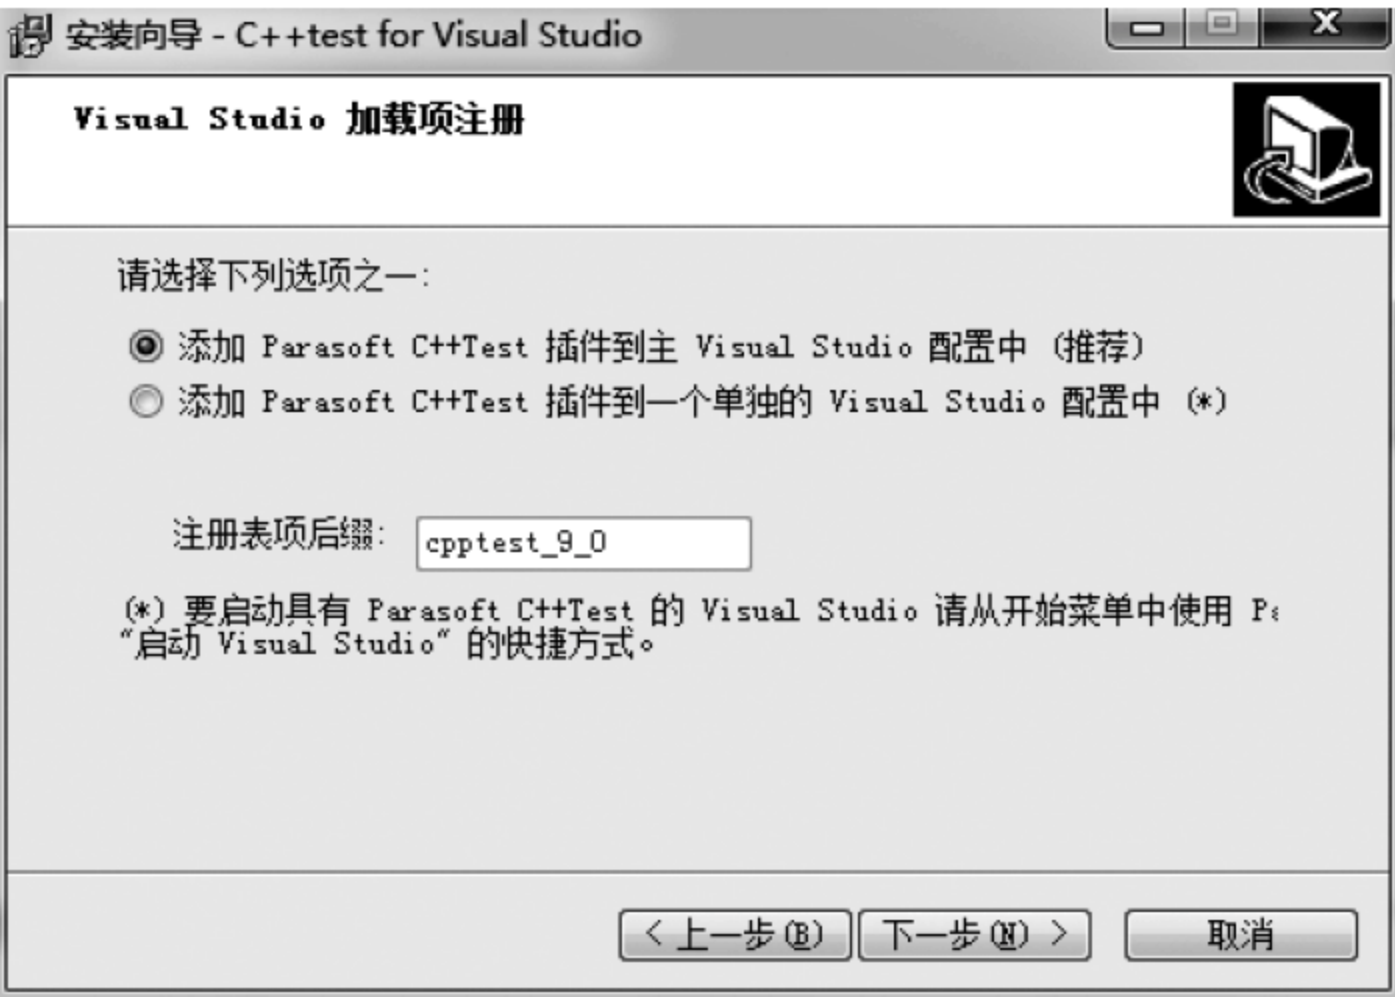 安装向导 - C++test for Visual Studio
Visual Studio 加载项注册
请选择下列选项之一:
添加 Parasoft C++Test 插件到主 Visual Studio 配置中 (推荐)
添加 Parasoft C++Test 插件到一个单独的 Visual Studio 配置中 (*)
注册表项后缀:
cpptest_9_0
(*) 要启动具有 Parasoft C++Test 的 Visual Studio 请从开始菜单中使用
"启动 Visual Studio" 的快捷方式。
< 上一步(B)
下一步(N) >
取消